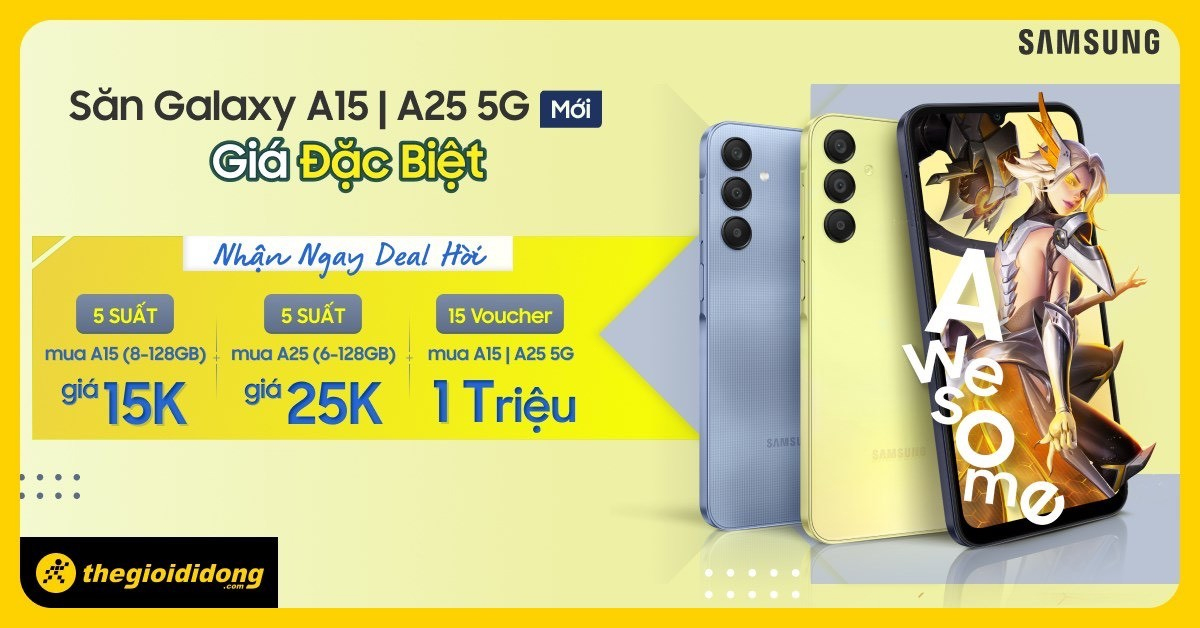 SAMSUNG
Săn Galaxy A15 | A25 5G Mới
Giá Đặc Biệt
Nhận Ngay Deal Hời
5 SUẤT
mua A15 (8-128GB)
giá 15K
5 SUẤT
mua A25 (6-128GB)
giá 25K
15 Voucher
mua A15 | A25 5G
1 Triệu
SAMSU
SAMSUNG
Awesome
thegioididong
.com